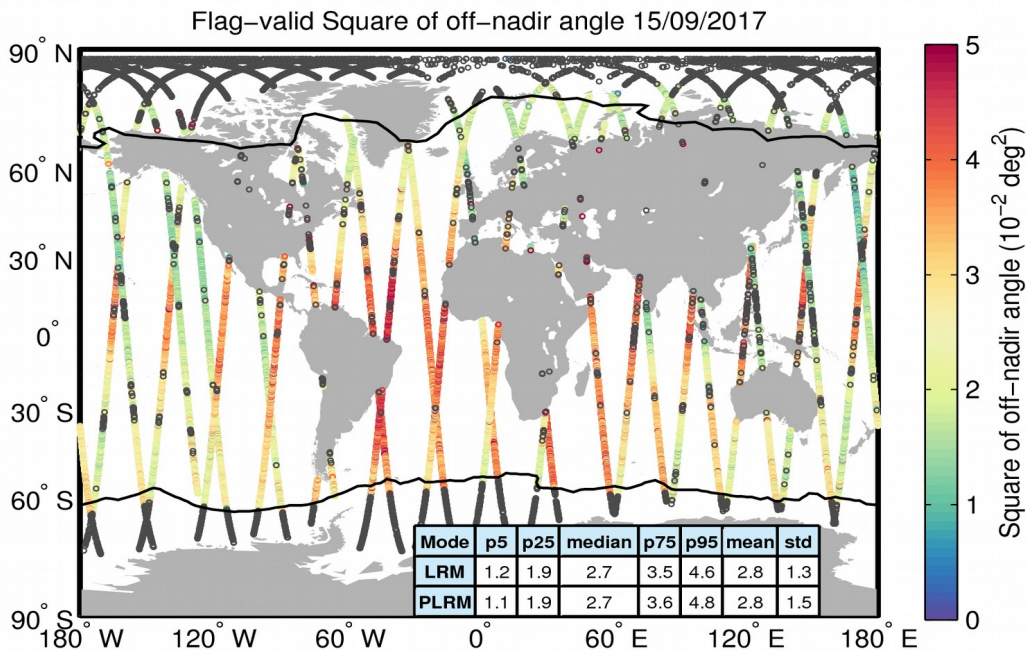 Flag−valid Square of off−nadir angle 15/09/2017
90° N
60° N
30° N
0°
30° S
60° S
90° S
180° W
120° W
60° W
0°
60° E
120° E
180° E
Mode p5 p25 median p75 p95 mean std
LRM 1.2 1.9 2.7 3.5 4.6 2.8 1.3
PLRM 1.1 1.9 2.7 3.6 4.8 2.8 1.5
5
4
3
2
1
0
Square of off−nadir angle (10⁻² deg²)